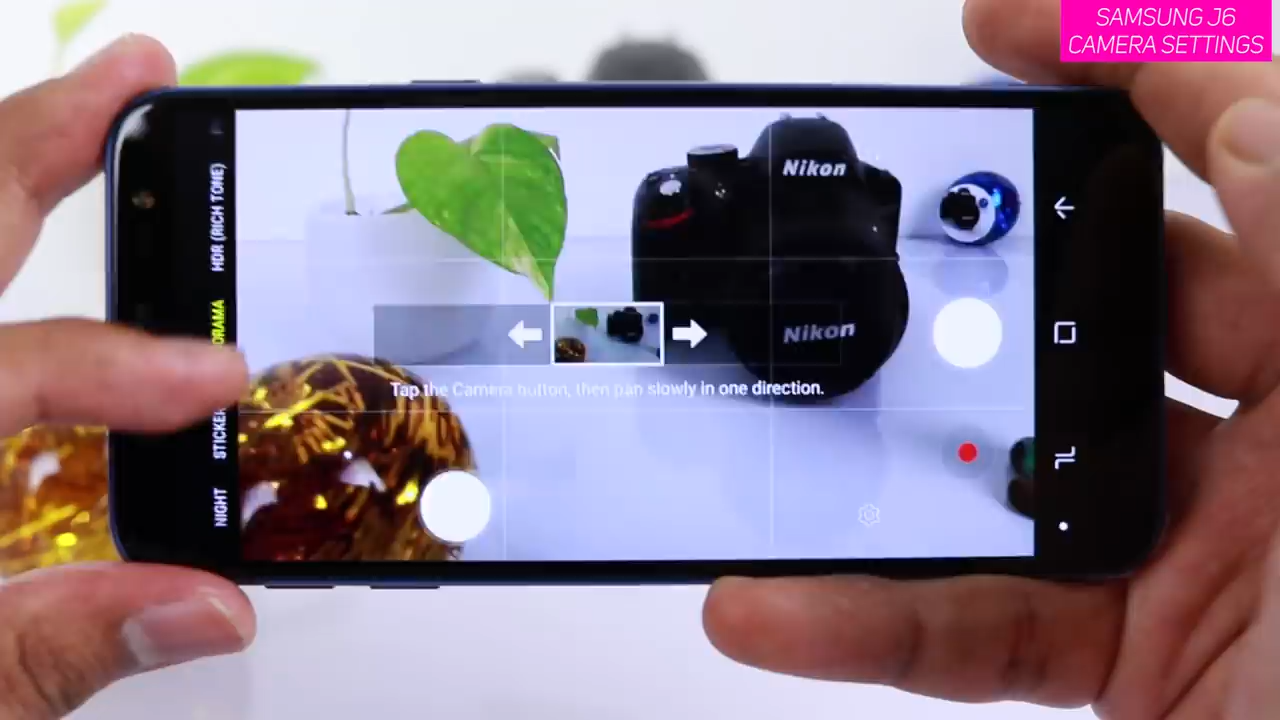 SAMSUNG J6
CAMERA SETTINGS
HDR (RICH TONE)
NIGHT
Nikon
Nikon
Tap the Camera button, then pan slowly in one direction.